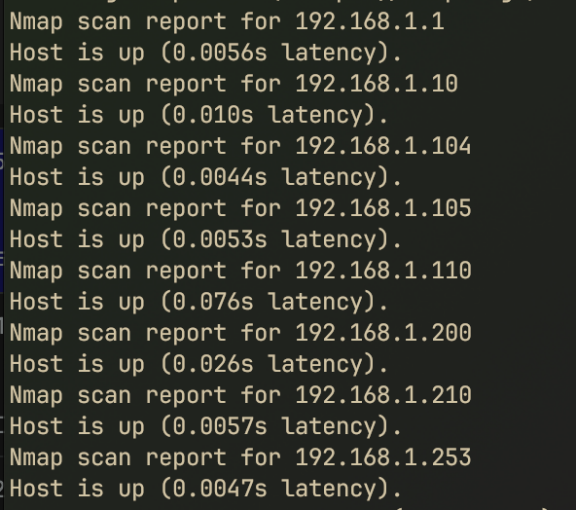 Nmap scan report for 192.168.1.1
Host is up (0.0056s latency).
Nmap scan report for 192.168.1.10
Host is up (0.010s latency).
Nmap scan report for 192.168.1.104
Host is up (0.0044s latency).
Nmap scan report for 192.168.1.105
Host is up (0.0053s latency).
Nmap scan report for 192.168.1.110
Host is up (0.076s latency).
Nmap scan report for 192.168.1.200
Host is up (0.026s latency).
Nmap scan report for 192.168.1.210
Host is up (0.0057s latency).
Nmap scan report for 192.168.1.253
Host is up (0.0047s latency).